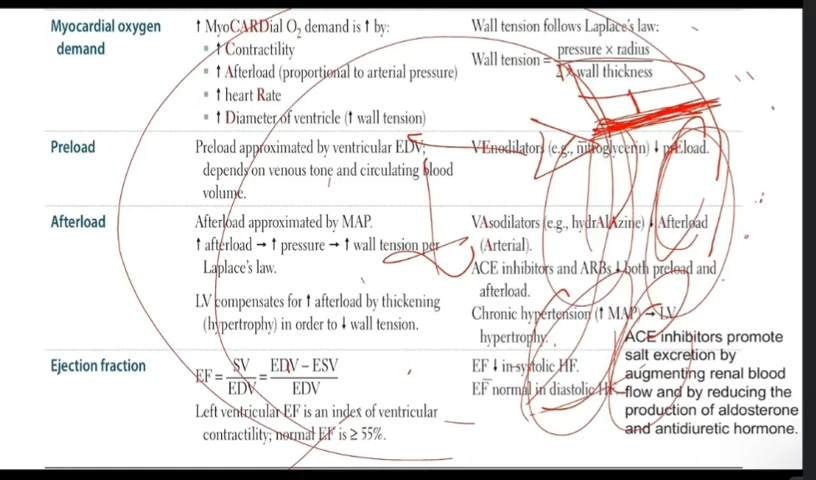 Myocardial oxygen
demand
↑ MyoCARDial O₂ demand is ↑ by:
▪ ↑ Contractility
▪ ↑ Afterload (proportional to arterial pressure)
▪ ↑ heart Rate
▪ ↑ Diameter of ventricle (↑ wall tension)
Wall tension follows Laplace's law:
Wall tension = pressure × radius
2 × wall thickness
Preload
Preload approximated by ventricular EDV;
depends on venous tone and circulating blood
volume.
VEnodilators (e.g., nitroglycerin) ↓ prEload.
Afterload
Afterload approximated by MAP.
↑ afterload → ↑ pressure → ↑ wall tension per
Laplace's law.
LV compensates for ↑ afterload by thickening
(hypertrophy) in order to ↓ wall tension.
VAsodilators (e.g., hydrAlAzine) ↓ Afterload
(Arterial).
ACE inhibitors and ARBs ↓ both preload and
afterload.
Chronic hypertension (↑ MAP) → LV
hypertrophy.
Ejection fraction
EF = SV / EDV = EDV – ESV / EDV
Left ventricular EF is an index of ventricular
contractility; normal EF is ≥ 55%.
EF ↓ in systolic HF.
EF normal in diastolic HF.
ACE inhibitors promote
salt excretion by
augmenting renal blood
flow and by reducing the
production of aldosterone
and antidiuretic hormone.